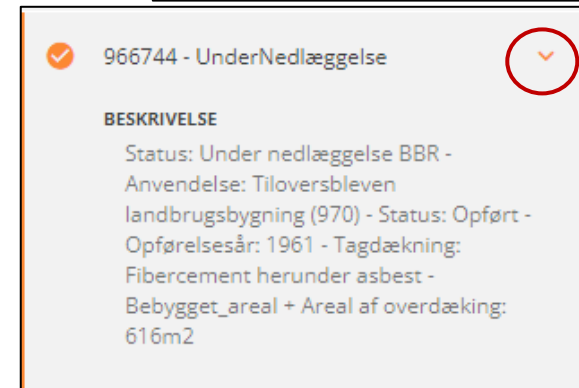 966744 - UnderNedlæggelse
BESKRIVELSE
Status: Under nedlæggelse BBR -
Anvendelse: Tiloversbleven
landbrugsbygning (970) - Status: Opført -
Opførelsesår: 1961 - Tagdækning:
Fibercement herunder asbest -
Bebygget_areal + Areal af overdæking:
616m2